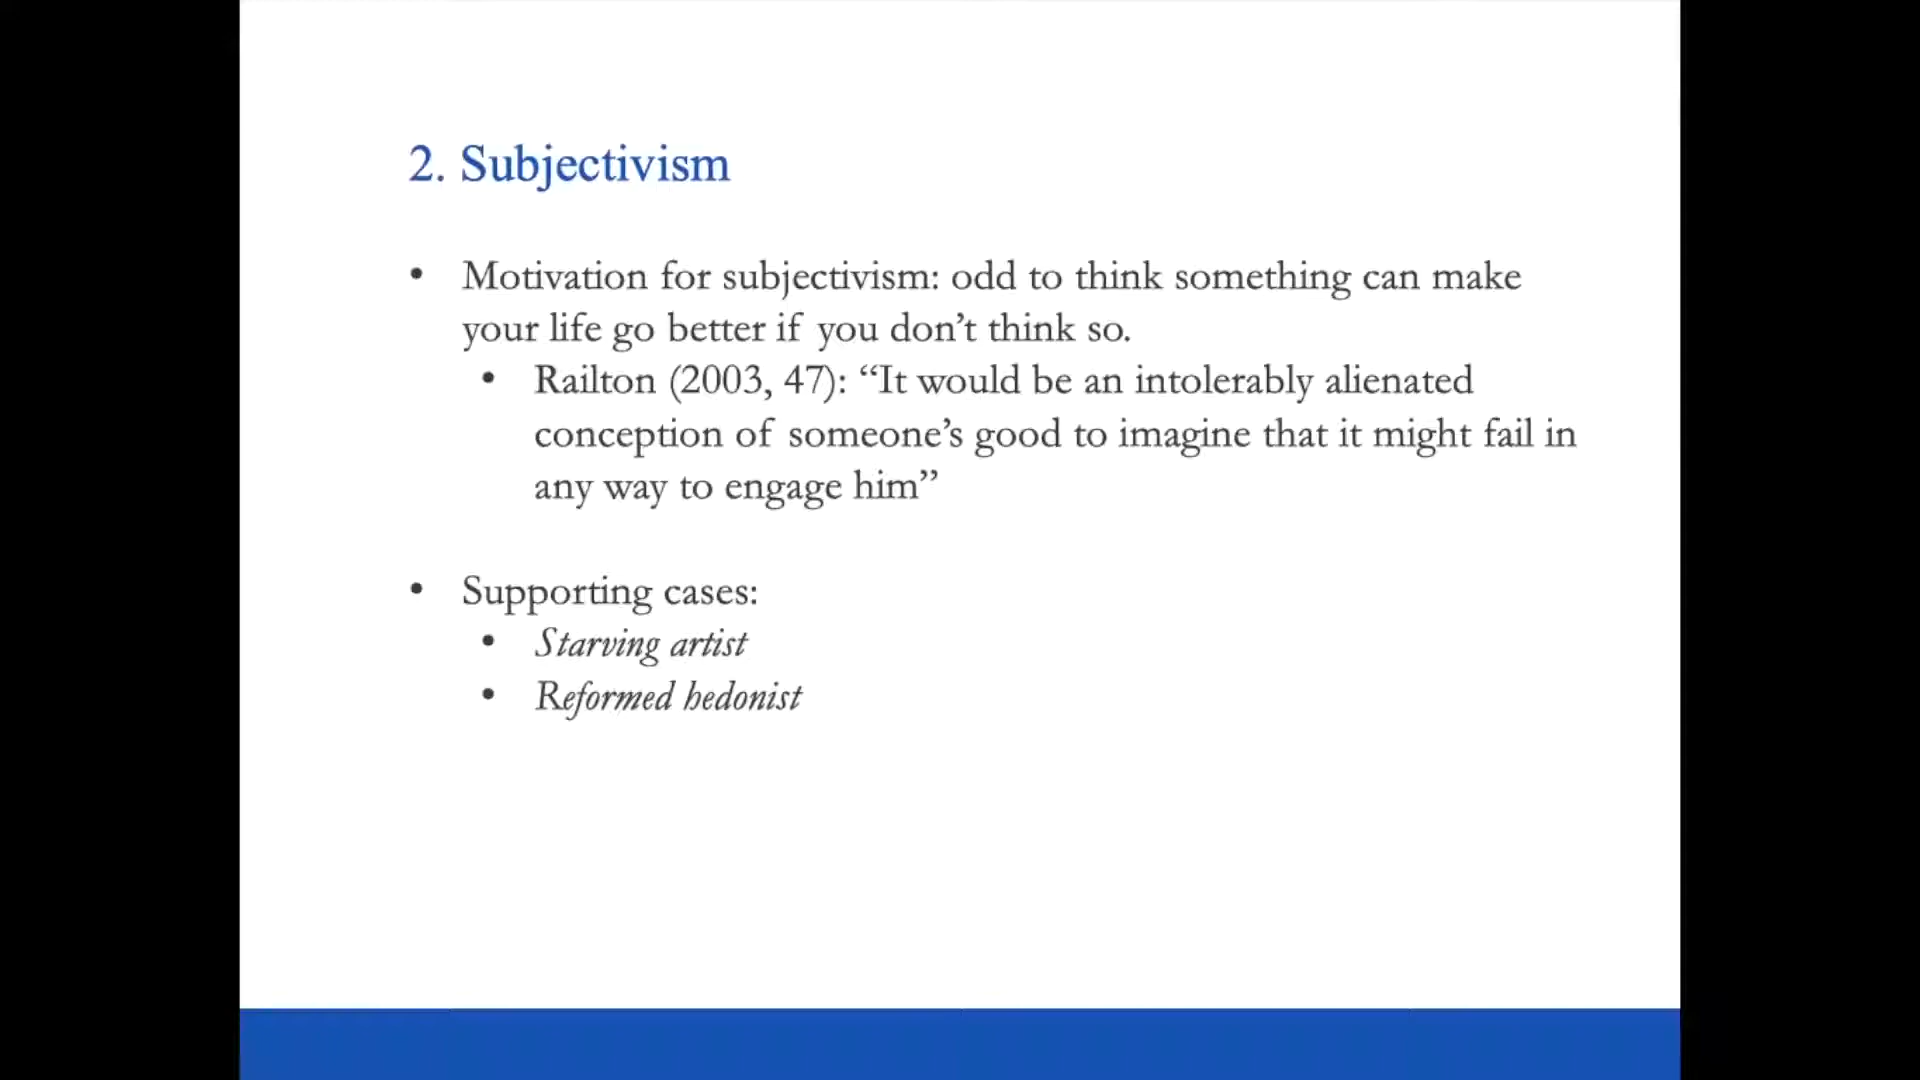 2. Subjectivism
• Motivation for subjectivism: odd to think something can make
your life go better if you don’t think so.
• Railton (2003, 47): “It would be an intolerably alienated
conception of someone’s good to imagine that it might fail in
any way to engage him”
• Supporting cases:
• Starving artist
• Reformed hedonist